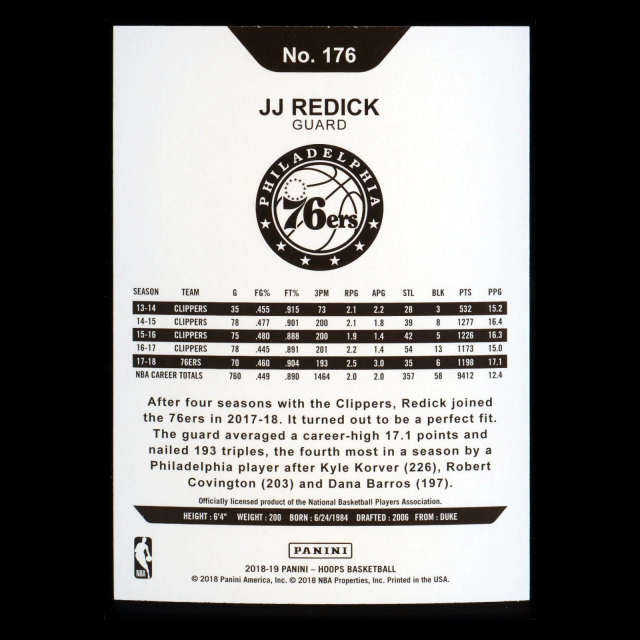 No. 176
JJ REDICK
GUARD
PHILADELPHIA
76ers
SEASON TEAM G FG% FT% 3PM RPG APG STL BLK PTS PPG
13-14 CLIPPERS 35 .455 .915 73 2.1 2.2 28 3 532 15.2
14-15 CLIPPERS 78 .477 .901 200 2.1 1.8 39 8 1277 16.4
15-16 CLIPPERS 75 .480 .888 200 1.9 1.4 42 5 1226 16.3
16-17 CLIPPERS 78 .445 .891 201 2.2 1.4 54 13 1173 15.0
17-18 76ERS 70 .460 .904 193 2.5 3.0 35 6 1198 17.1
NBA CAREER TOTALS 760 .449 .890 1464 2.0 2.0 357 58 9412 12.4
After four seasons with the Clippers, Redick joined
the 76ers in 2017-18. It turned out to be a perfect fit.
The guard averaged a career-high 17.1 points and
nailed 193 triples, the fourth most in a season by a
Philadelphia player after Kyle Korver (226), Robert
Covington (203) and Dana Barros (197).
Officially licensed product of the National Basketball Players Association.
HEIGHT : 6'4" WEIGHT : 200 BORN : 6/24/1984 DRAFTED : 2006 FROM : DUKE
NBA
PANINI
2018-19 PANINI – HOOPS BASKETBALL
© 2018 Panini America, Inc. © 2018 NBA Properties, Inc. Printed in the USA.